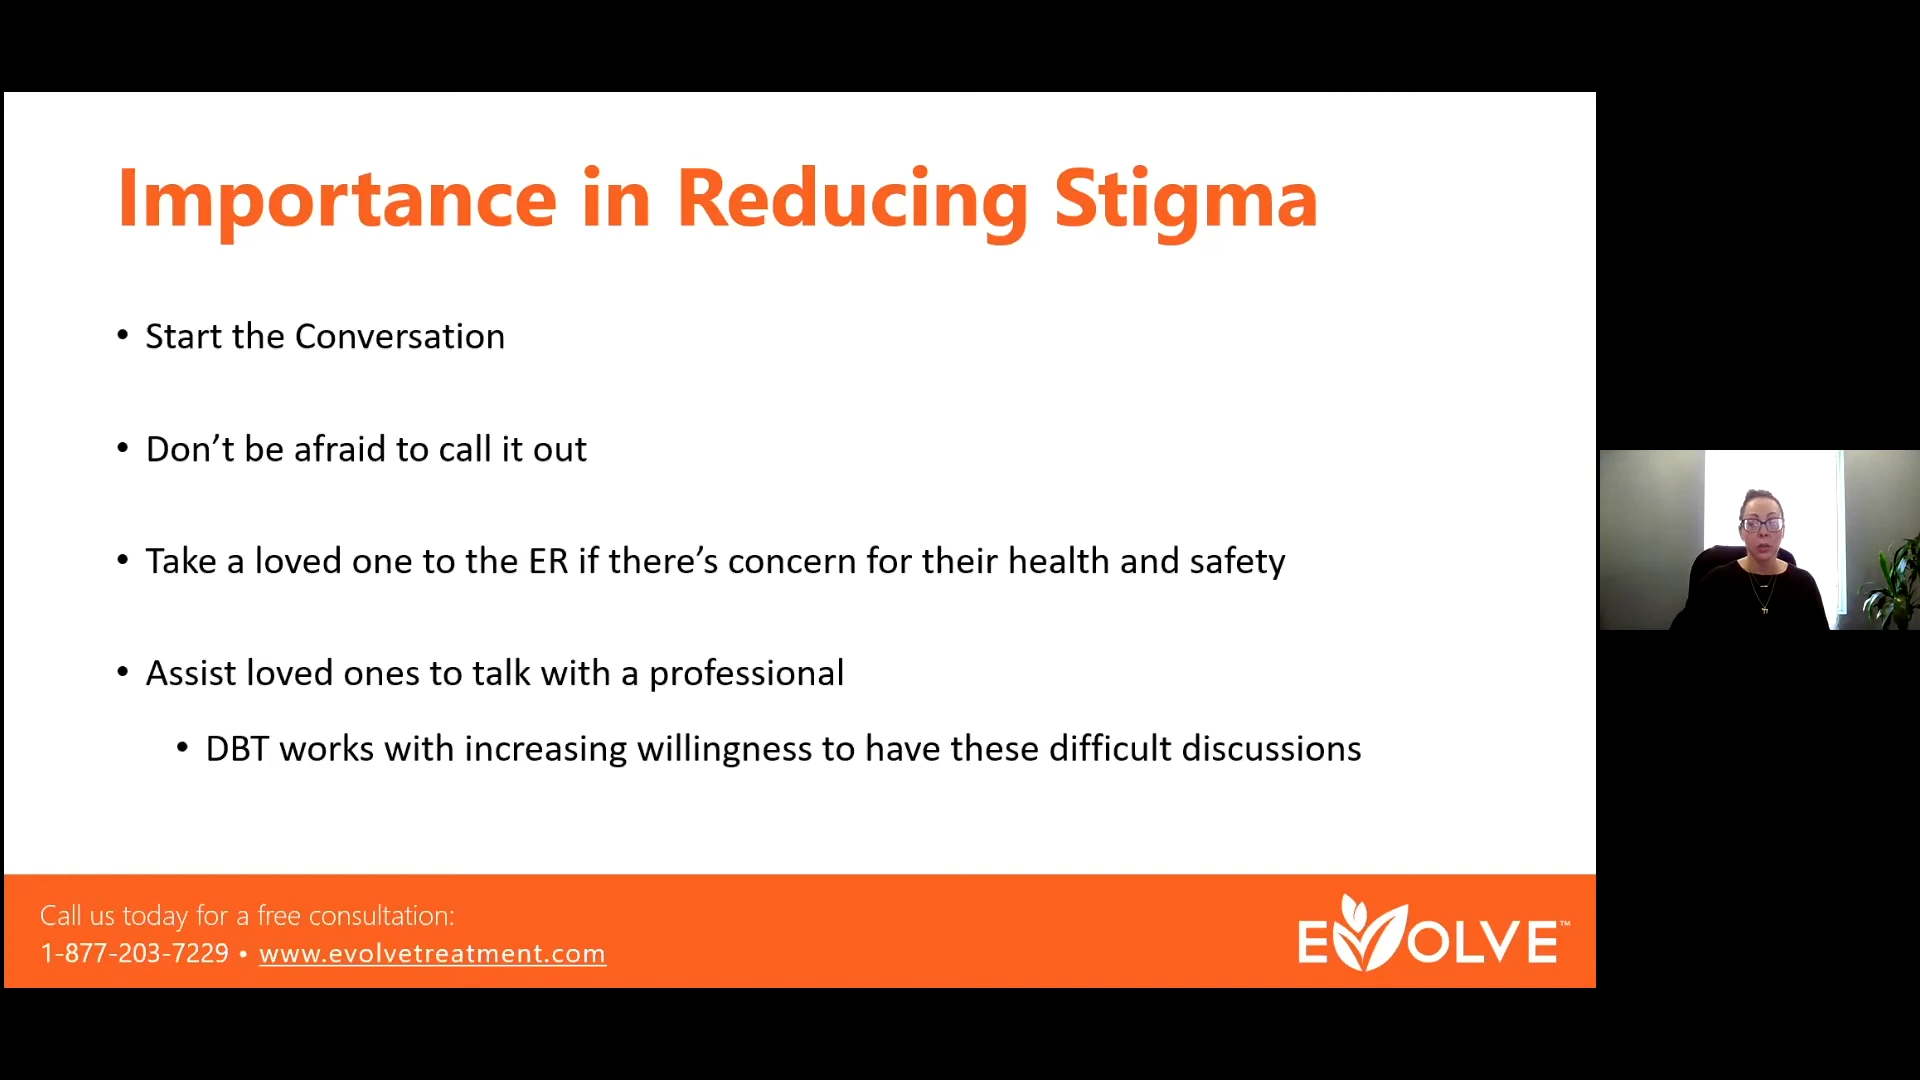 Importance in Reducing Stigma
• Start the Conversation
• Don’t be afraid to call it out
• Take a loved one to the ER if there’s concern for their health and safety
• Assist loved ones to talk with a professional
• DBT works with increasing willingness to have these difficult discussions
Call us today for a free consultation:
1-877-203-7229 • www.evolvetreatment.com
EVOLVE™